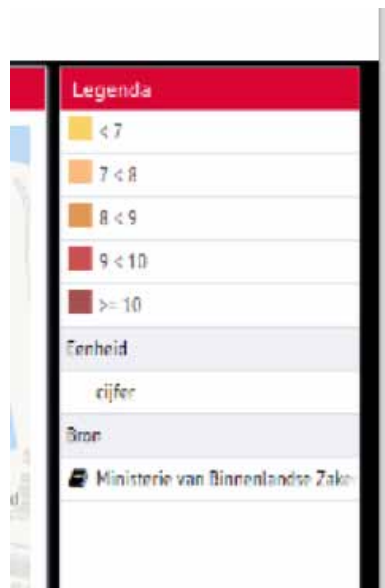 Legenda
< 7
7 < 8
8 < 9
9 < 10
>= 10
Eenheid
cijfer
Bron
Ministerie van Binnenlandse Zake